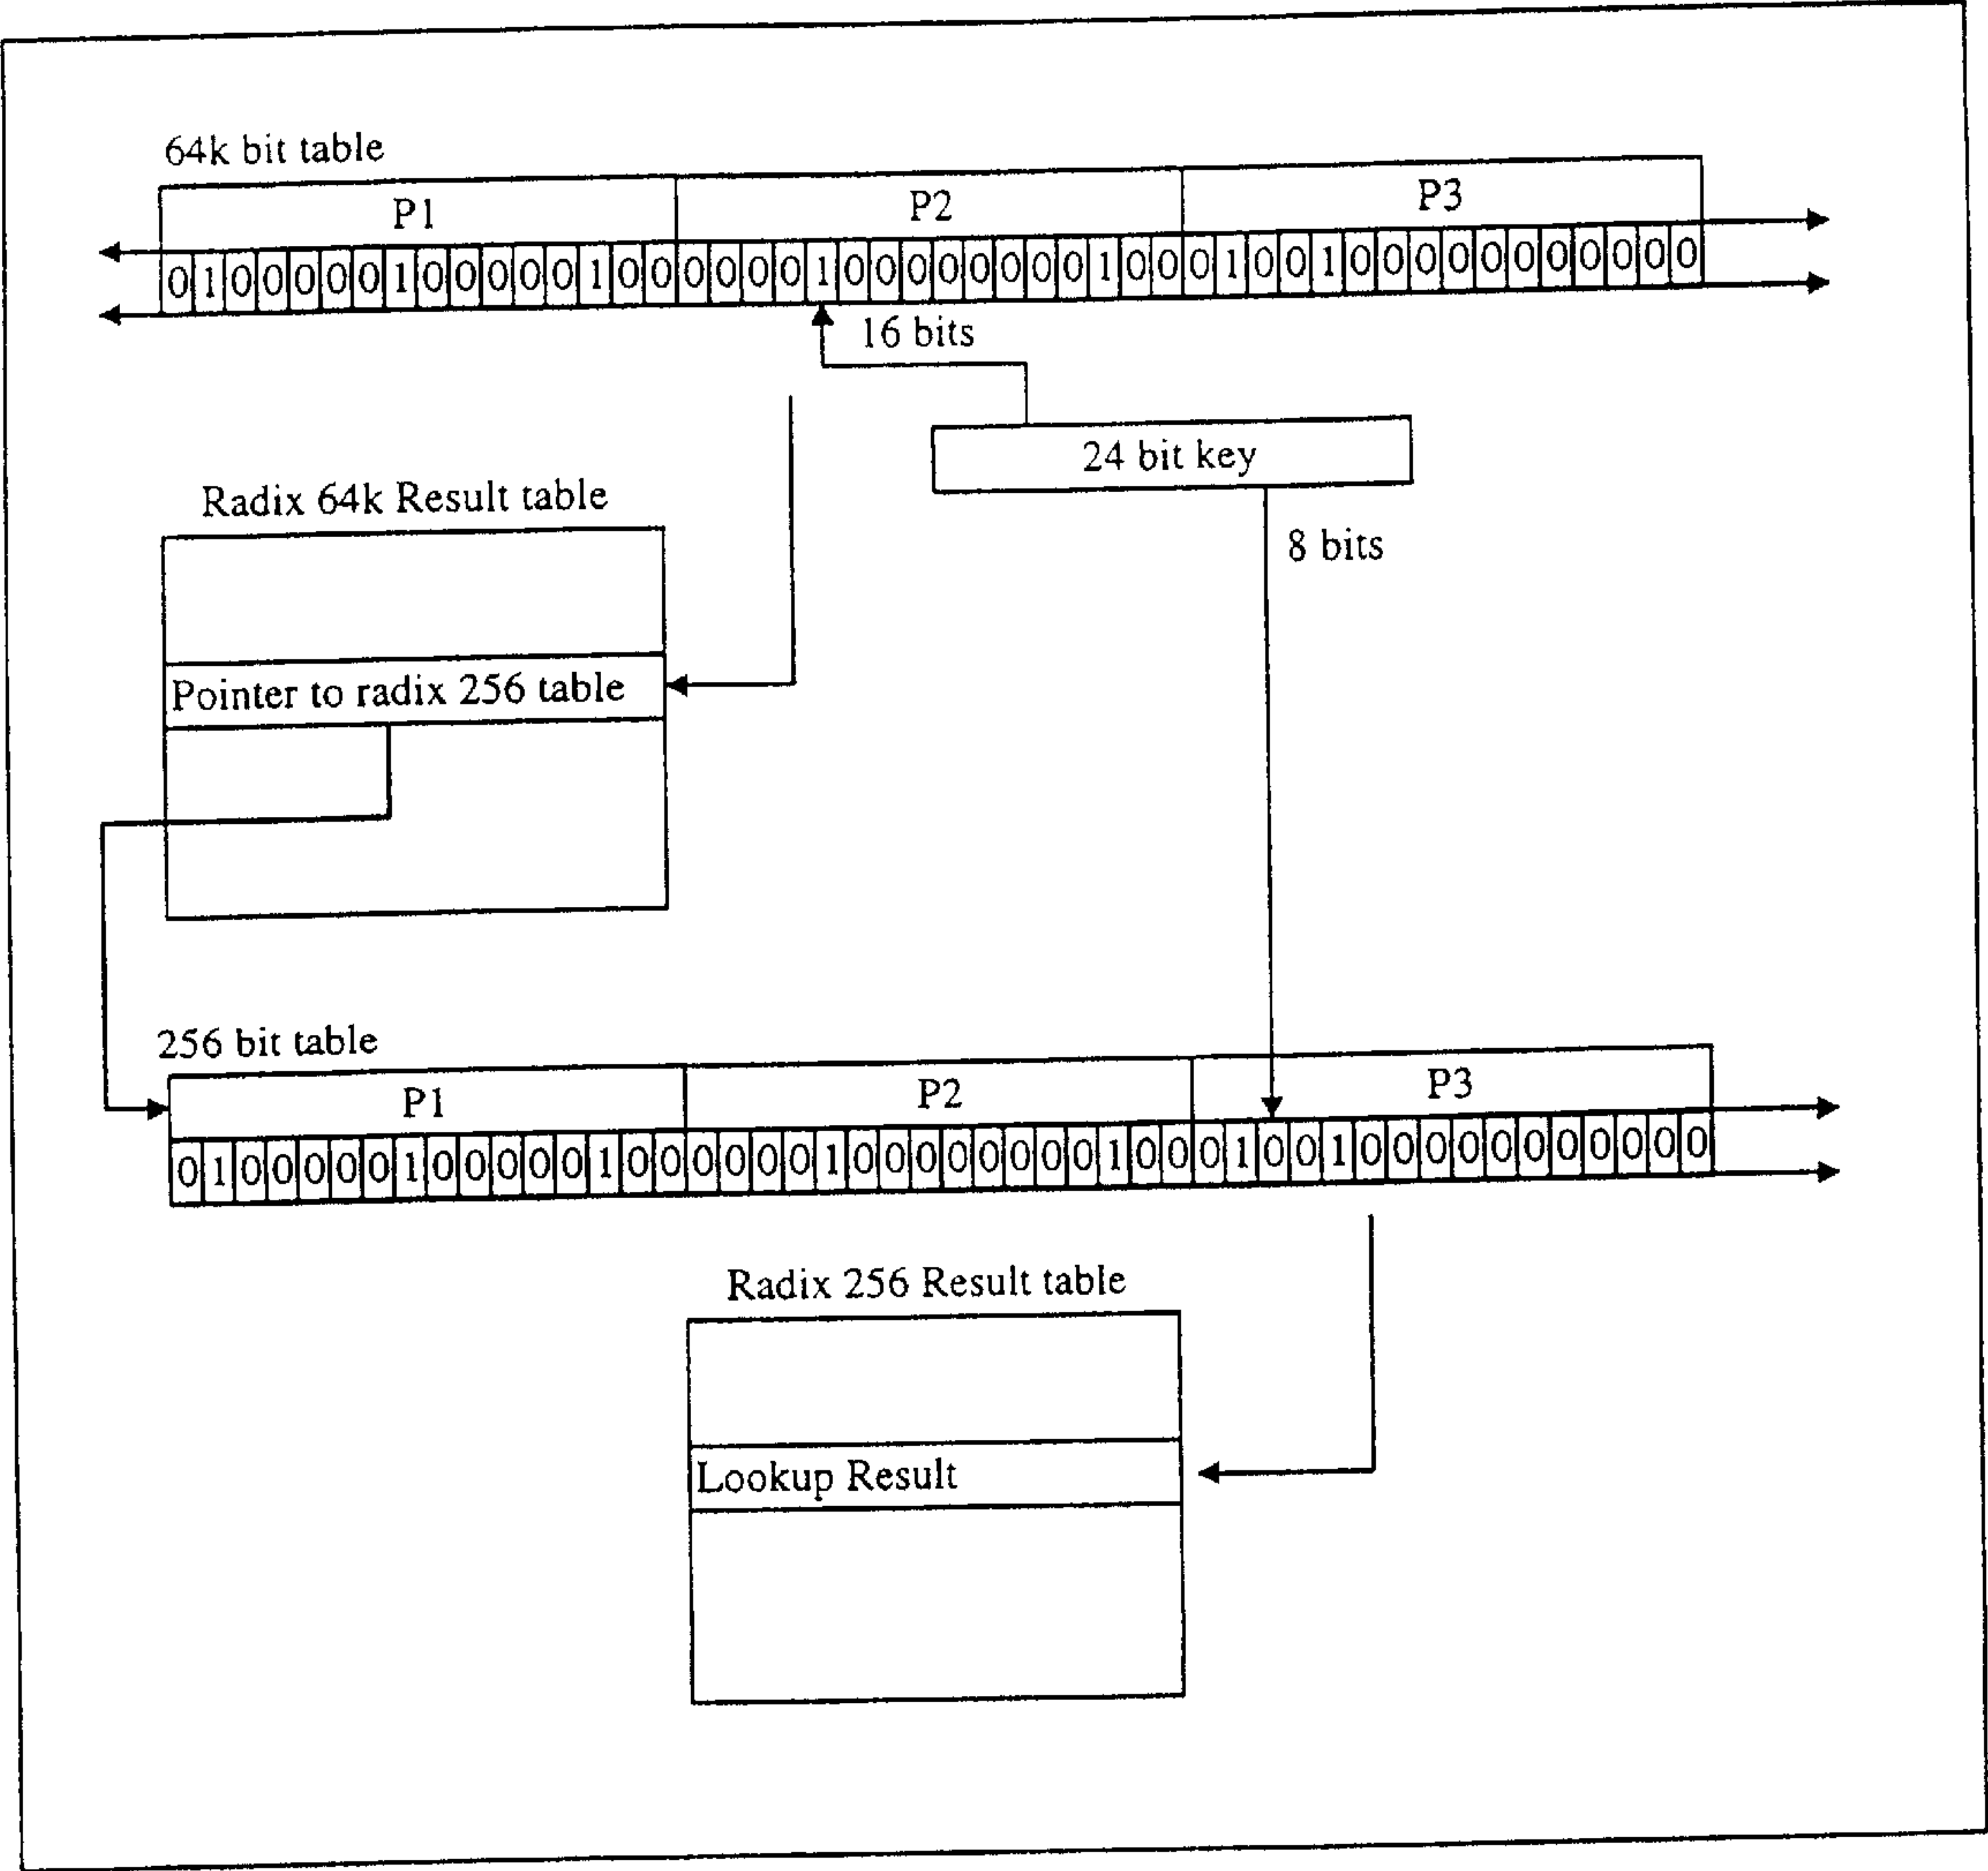 64k bit table
P1 P2 P3
0 1 0 0 0 0 0 1 0 0 0 0 0 1 0 0 0 0 0 0 1 0 0 0 0 0 0 0 0 1 0 0 0 1 0 0 1 0 0 0 0 0 0 0 0 0 0 0
16 bits
24 bit key
Radix 64k Result table
8 bits
Pointer to radix 256 table
256 bit table
P1 P2 P3
0 1 0 0 0 0 0 1 0 0 0 0 0 1 0 0 0 0 0 0 1 0 0 0 0 0 0 0 0 1 0 0 0 1 0 0 1 0 0 0 0 0 0 0 0 0 0 0
Radix 256 Result table
Lookup Result